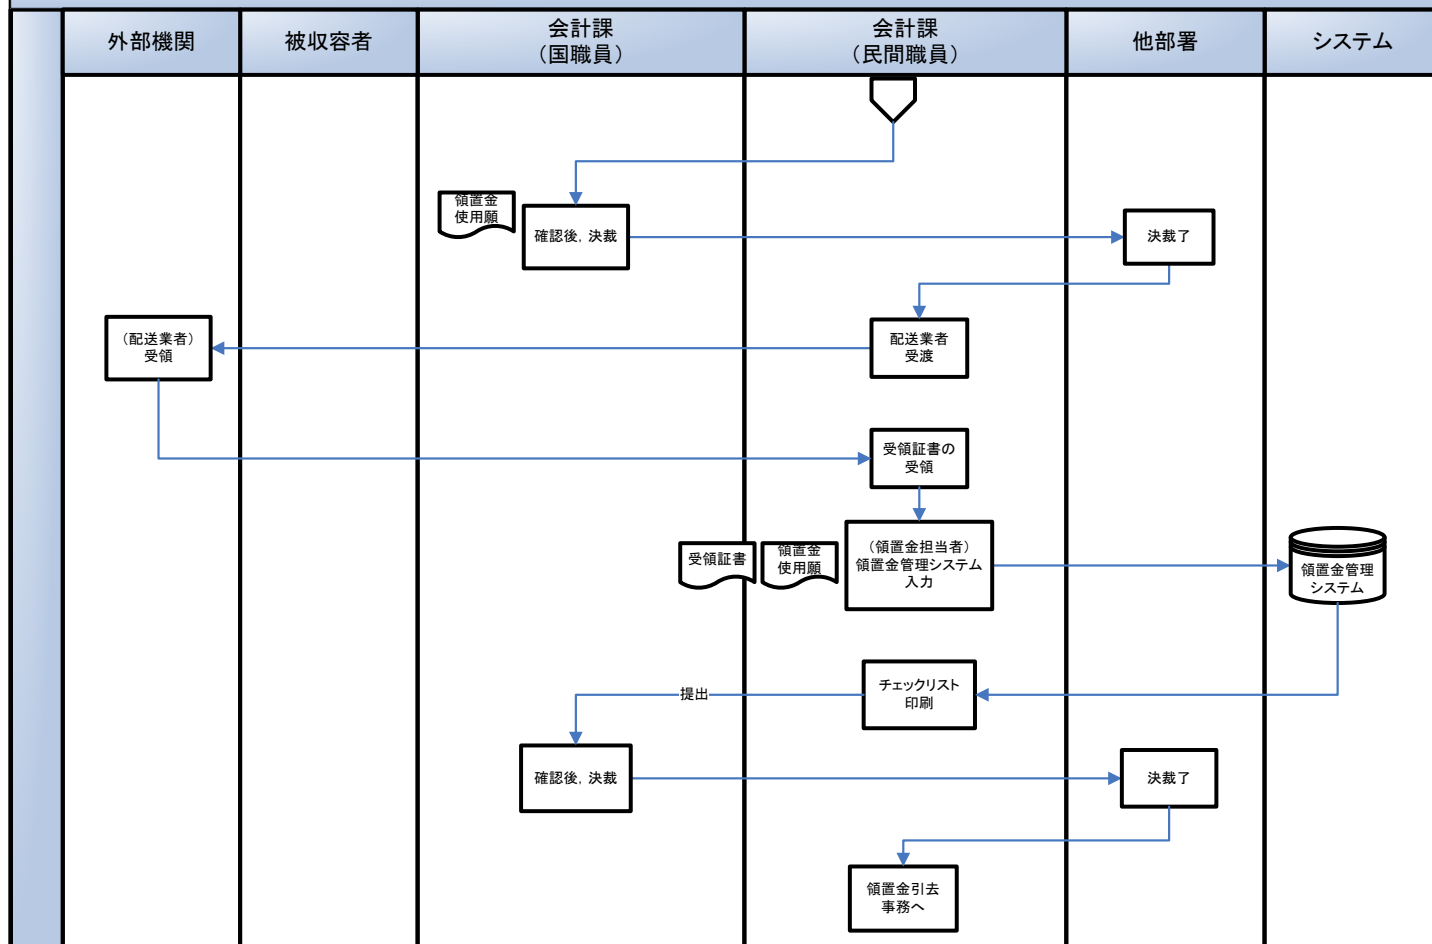 外部機関
被収容者
会計課
（国職員）
会計課
（民間職員）
他部署
システム
領置金
使用願
確認後，決裁
決裁了
（配送業者）
受領
配送業者
受渡
受領証書の
受領
受領証書
領置金
使用願
（領置金担当者）
領置金管理システム
入力
領置金管理
システム
チェックリスト
印刷
提出
確認後，決裁
決裁了
領置金引去
事務へ